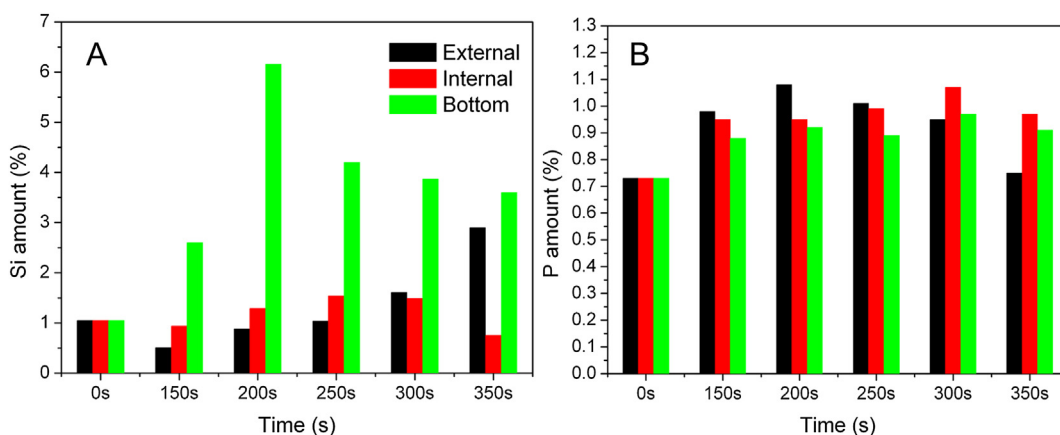 A
External
Internal
Bottom
Si amount (%)
7
6
5
4
3
2
1
0
0s 150s 200s 250s 300s 350s
Time (s)
B
P amount (%)
1.3
1.2
1.1
1.0
0.9
0.8
0.7
0.6
0.5
0.4
0.3
0.2
0.1
0.0
0s 150s 200s 250s 300s 350s
Time (s)